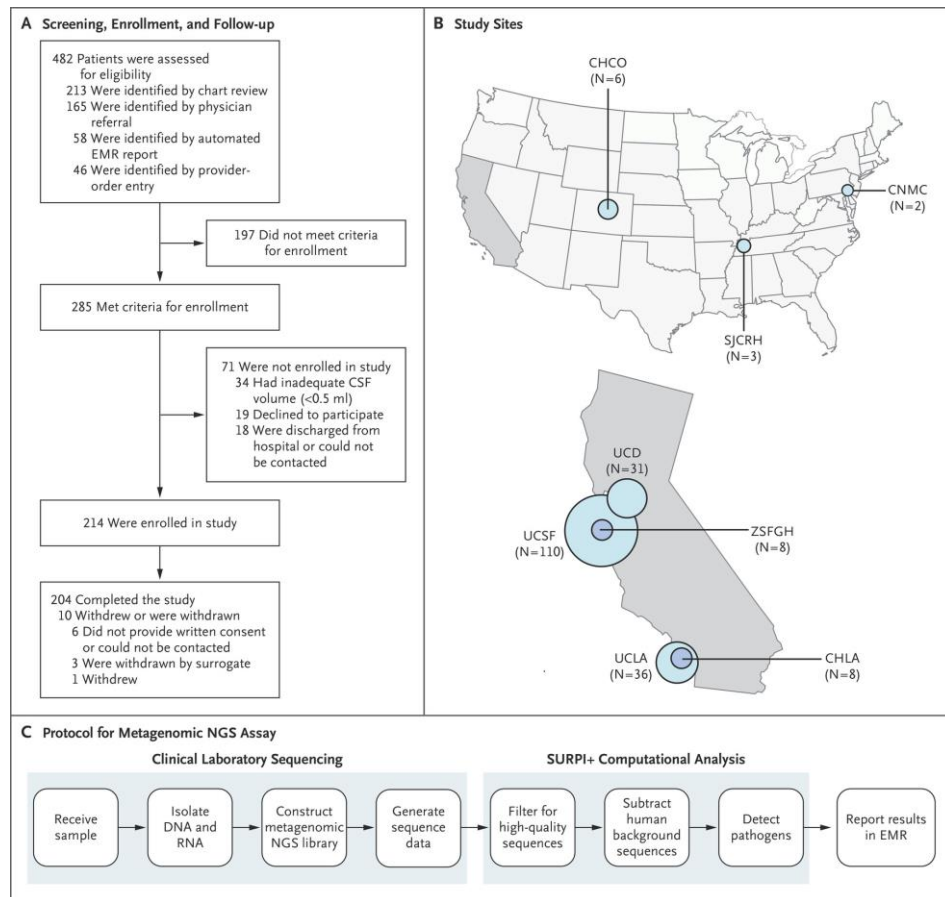 A Screening, Enrollment, and Follow-up
482 Patients were assessed
for eligibility
213 Were identified by chart review
165 Were identified by physician
referral
58 Were identified by automated
EMR report
46 Were identified by provider-
order entry
197 Did not meet criteria
for enrollment
285 Met criteria for enrollment
71 Were not enrolled in study
34 Had inadequate CSF
volume (<0.5 ml)
19 Declined to participate
18 Were discharged from
hospital or could not
be contacted
214 Were enrolled in study
204 Completed the study
10 Withdrew or were withdrawn
6 Did not provide written consent
or could not be contacted
3 Were withdrawn by surrogate
1 Withdrew
B Study Sites
CHCO
(N=6)
CNMC
(N=2)
SJCRH
(N=3)
UCD
(N=31)
UCSF
(N=110)
ZSFGH
(N=8)
UCLA
(N=36)
CHLA
(N=8)
C Protocol for Metagenomic NGS Assay
Clinical Laboratory Sequencing
SURPI+ Computational Analysis
Receive
sample
Isolate
DNA and
RNA
Construct
metagenomic
NGS library
Generate
sequence
data
Filter for
high-quality
sequences
Subtract
human
background
sequences
Detect
pathogens
Report results
in EMR